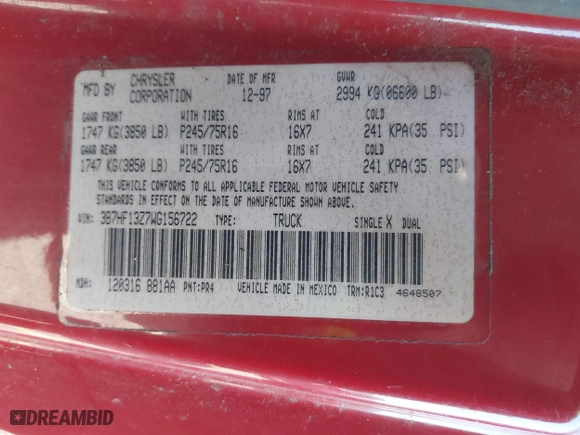 MFD BY CHRYSLER CORPORATION DATE OF MFR 12-97 GVWR 2994 KG(06600 LB)
GAWR FRONT WITH TIRES RIMS AT COLD
1747 KG(3850 LB) P245/75R16 16X7 241 KPA(35 PSI)
GAWR REAR WITH TIRES RIMS AT COLD
1747 KG(3850 LB) P245/75R16 16X7 241 KPA(35 PSI)
THIS VEHICLE CONFORMS TO ALL APPLICABLE FEDERAL MOTOR VEHICLE SAFETY
STANDARDS IN EFFECT ON THE DATE OF MANUFACTURE SHOWN ABOVE.
VIN: 3B7HF13Z7WG156722 TYPE: TRUCK SINGLE X DUAL
MDH: 120316 881AA PNT:PR4 VEHICLE MADE IN MEXICO TRM:R1C3 4648507
DREAMBID